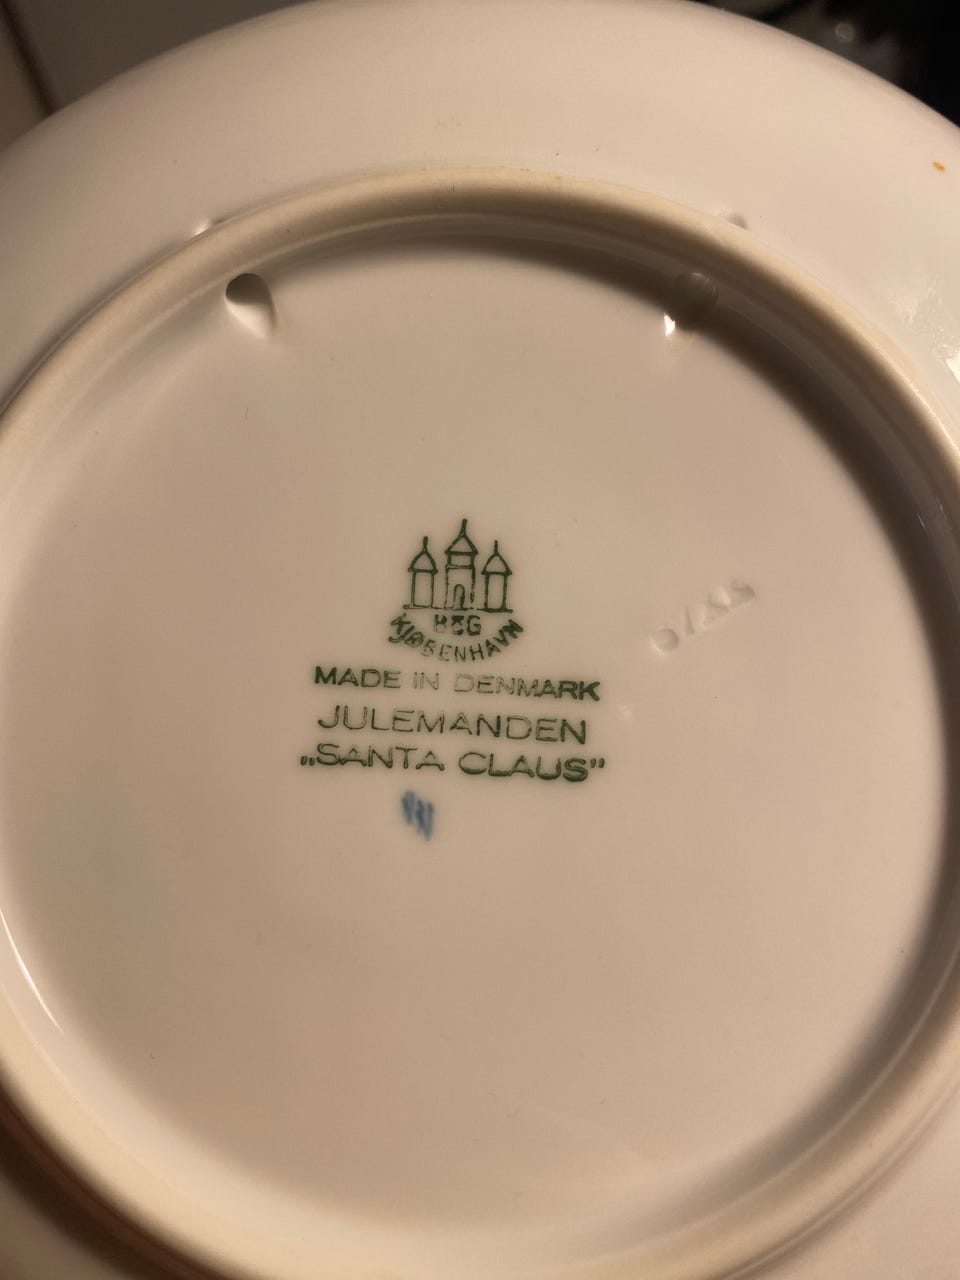 B&G
KJØBENHAVN
MADE IN DENMARK
JULEMANDEN
„SANTA CLAUS”